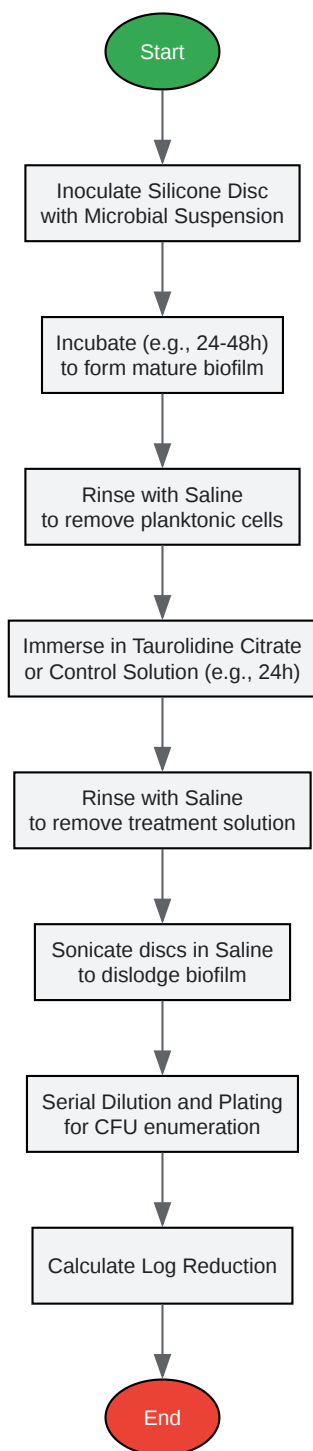 Start
Inoculate Silicone Disc
with Microbial Suspension
Incubate (e.g., 24-48h)
to form mature biofilm
Rinse with Saline
to remove planktonic cells
Immerse in Taurolidine Citrate
or Control Solution (e.g., 24h)
Rinse with Saline
to remove treatment solution
Sonicate discs in Saline
to dislodge biofilm
Serial Dilution and Plating
for CFU enumeration
Calculate Log Reduction
End